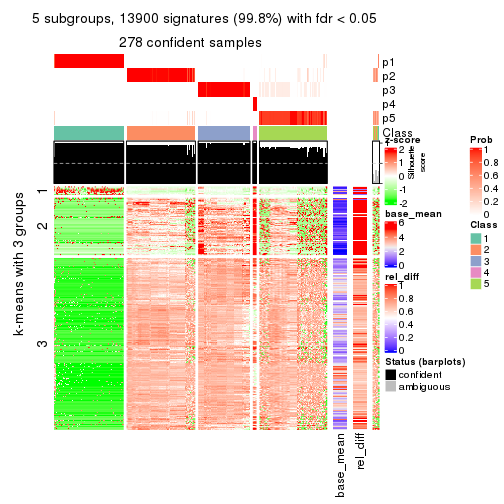 5 subgroups, 13900 signatures (99.8%) with fdr < 0.05
278 confident samples
p1
p2
p3
p4
p5
Class
Silhouette score
k-means with 3 groups
1
2
3
base_mean
rel_diff
z-score
2
1
0
-1
-2
base_mean
6
4
2
0
rel_diff
1
0.8
0.6
0.4
0.2
0
Status (barplots)
confident
ambiguous
Prob
1
0.8
0.6
0.4
0.2
0
Class
1
2
3
4
5